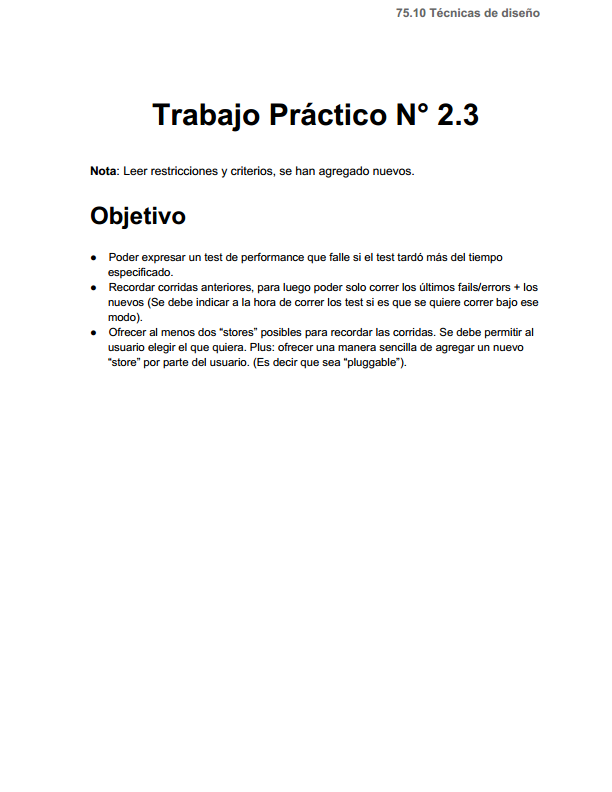 75.10 Técnicas de diseño
Trabajo Práctico N° 2.3
Nota: Leer restricciones y criterios, se han agregado nuevos.
Objetivo
● Poder expresar un test de performance que falle si el test tardó más del tiempo
especificado.
● Recordar corridas anteriores, para luego poder solo correr los últimos fails/errors + los
nuevos (Se debe indicar a la hora de correr los test si es que se quiere correr bajo ese
modo).
● Ofrecer al menos dos “stores” posibles para recordar las corridas. Se debe permitir al
usuario elegir el que quiera. Plus: ofrecer una manera sencilla de agregar un nuevo
“store” por parte del usuario. (Es decir que sea “pluggable”).